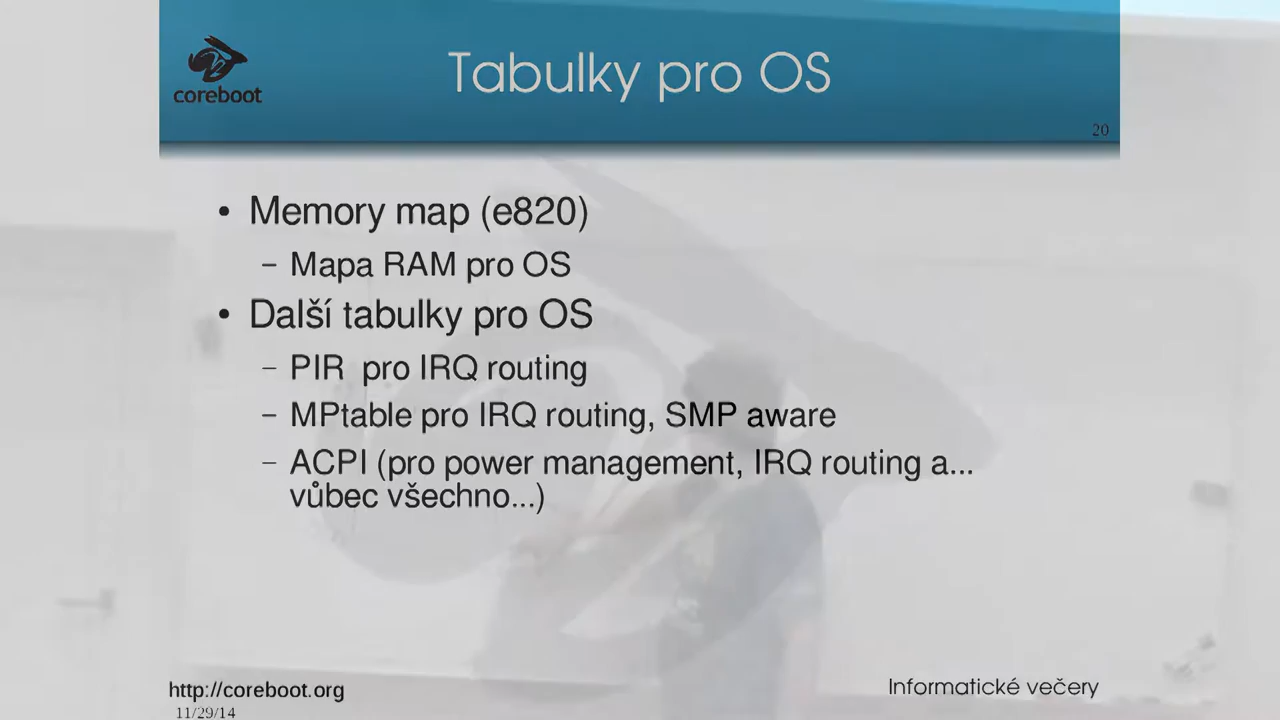 coreboot
Tabulky pro OS
20
• Memory map (e820)
– Mapa RAM pro OS
• Další tabulky pro OS
– PIR  pro IRQ routing
– MPtable pro IRQ routing, SMP aware
– ACPI (pro power management, IRQ routing a...
vůbec všechno...)
http://coreboot.org
Informatické večery
11/29/14